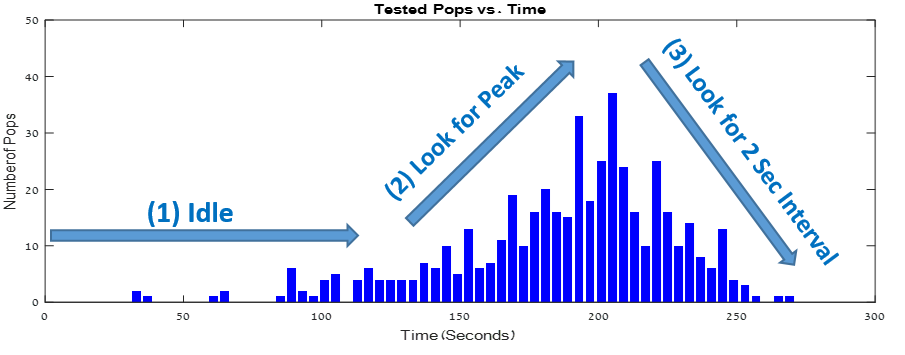 Tested Pops vs. Time
50
40
30
20
10
0
Numberof Pops
(1) Idle
(2) Look for Peak
(3) Look for 2 Sec Interval
0 50 100 150 200 250 300
Time(Seconds)